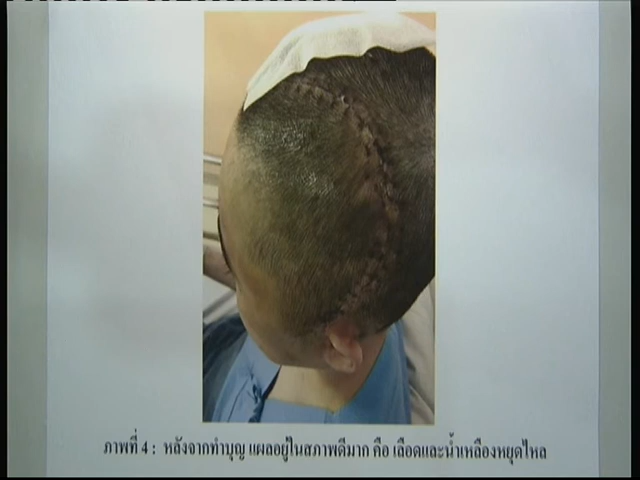 ภาพที่ 4 : หลังจากทำบุญ แผลอยู่ในสภาพดีมาก คือ เลือดและน้ำเหลืองหยุดไหล